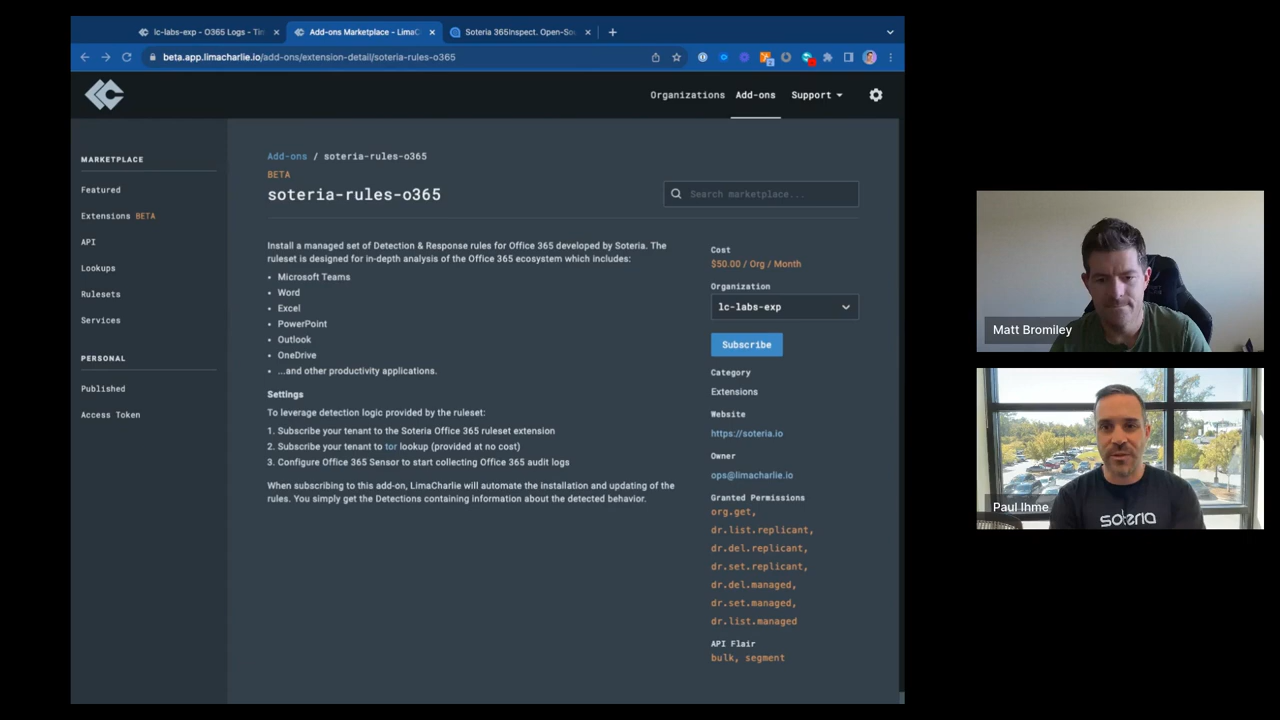 lc-labs-exp - O365 Logs - Tim
Add-ons Marketplace - LimaC
Soteria 365Inspect. Open-Sou
beta.app.limacharlie.io/add-ons/extension-detail/soteria-rules-o365
Organizations
Add-ons
Support
MARKETPLACE
Featured
Extensions BETA
API
Lookups
Rulesets
Services
PERSONAL
Published
Access Token
Add-ons / soteria-rules-o365
BETA
soteria-rules-o365
Search marketplace...
Install a managed set of Detection & Response rules for Office 365 developed by Soteria. The
ruleset is designed for in-depth analysis of the Office 365 ecosystem which includes:
• Microsoft Teams
• Word
• Excel
• PowerPoint
• Outlook
• OneDrive
• ...and other productivity applications.
Settings
To leverage detection logic provided by the ruleset:
1. Subscribe your tenant to the Soteria Office 365 ruleset extension
2. Subscribe your tenant to tor lookup (provided at no cost)
3. Configure Office 365 Sensor to start collecting Office 365 audit logs
When subscribing to this add-on, LimaCharlie will automate the installation and updating of the
rules. You simply get the Detections containing information about the detected behavior.
Cost
$50.00 / Org / Month
Organization
lc-labs-exp
Subscribe
Category
Extensions
Website
https://soteria.io
Owner
ops@limacharlie.io
Granted Permissions
org.get,
dr.list.replicant,
dr.del.replicant,
dr.set.replicant,
dr.del.managed,
dr.set.managed,
dr.list.managed
API Flair
bulk, segment
Matt Bromiley
Paul Ihme
soteria